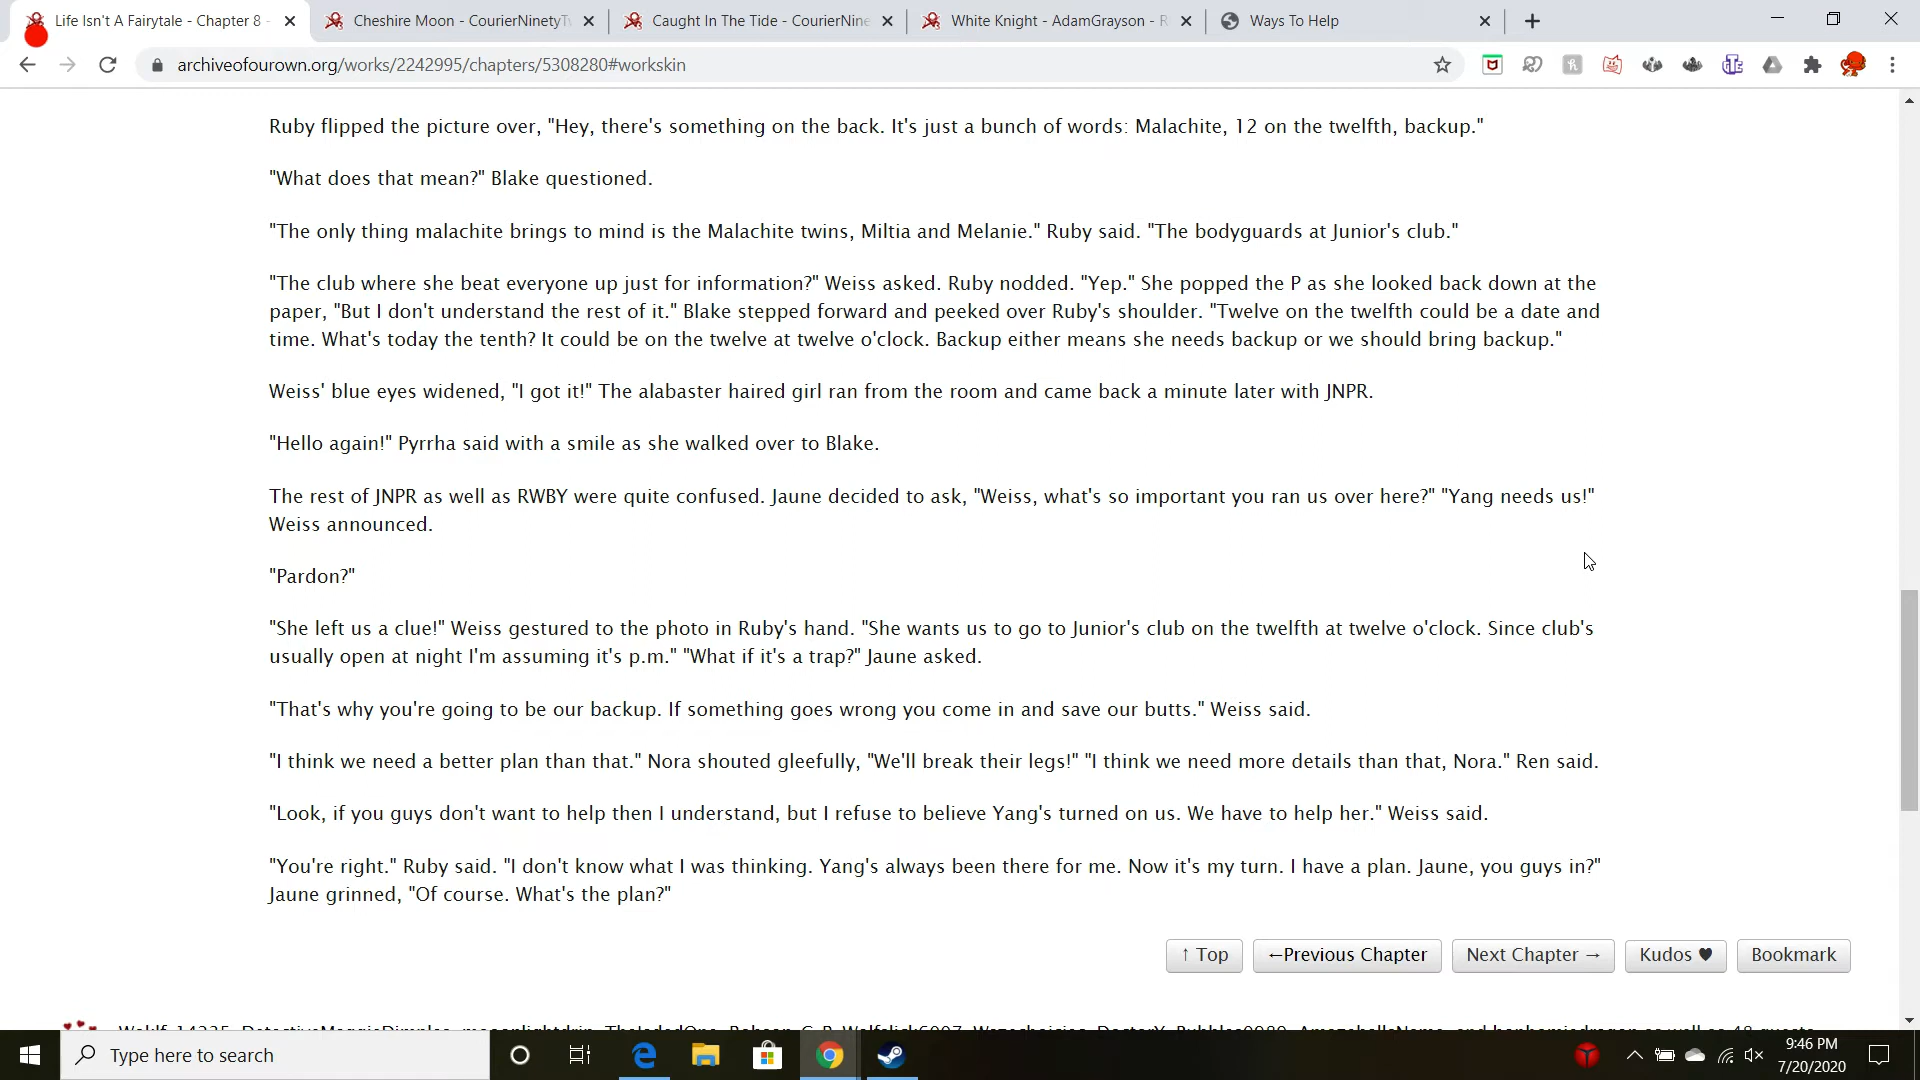 Life Isn't A Fairytale - Chapter 8 -
Cheshire Moon - CourierNinetyTw
Caught In The Tide - CourierNine
White Knight - AdamGrayson - R
Ways To Help
archiveofourown.org/works/2242995/chapters/5308280#workskin
Ruby flipped the picture over, "Hey, there's something on the back. It's just a bunch of words: Malachite, 12 on the twelfth, backup."
"What does that mean?" Blake questioned.
"The only thing malachite brings to mind is the Malachite twins, Miltia and Melanie." Ruby said. "The bodyguards at Junior's club."
"The club where she beat everyone up just for information?" Weiss asked. Ruby nodded. "Yep." She popped the P as she looked back down at the
paper, "But I don't understand the rest of it." Blake stepped forward and peeked over Ruby's shoulder. "Twelve on the twelfth could be a date and
time. What's today the tenth? It could be on the twelve at twelve o'clock. Backup either means she needs backup or we should bring backup."
Weiss' blue eyes widened, "I got it!" The alabaster haired girl ran from the room and came back a minute later with JNPR.
"Hello again!" Pyrrha said with a smile as she walked over to Blake.
The rest of JNPR as well as RWBY were quite confused. Jaune decided to ask, "Weiss, what's so important you ran us over here?" "Yang needs us!"
Weiss announced.
"Pardon?"
"She left us a clue!" Weiss gestured to the photo in Ruby's hand. "She wants us to go to Junior's club on the twelfth at twelve o'clock. Since club's
usually open at night I'm assuming it's p.m." "What if it's a trap?" Jaune asked.
"That's why you're going to be our backup. If something goes wrong you come in and save our butts." Weiss said.
"I think we need a better plan than that." Nora shouted gleefully, "We'll break their legs!" "I think we need more details than that, Nora." Ren said.
"Look, if you guys don't want to help then I understand, but I refuse to believe Yang's turned on us. We have to help her." Weiss said.
"You're right." Ruby said. "I don't know what I was thinking. Yang's always been there for me. Now it's my turn. I have a plan. Jaune, you guys in?"
Jaune grinned, "Of course. What's the plan?"
↑ Top
←Previous Chapter
Next Chapter →
Kudos ♥
Bookmark
Type here to search
9:46 PM
7/20/2020